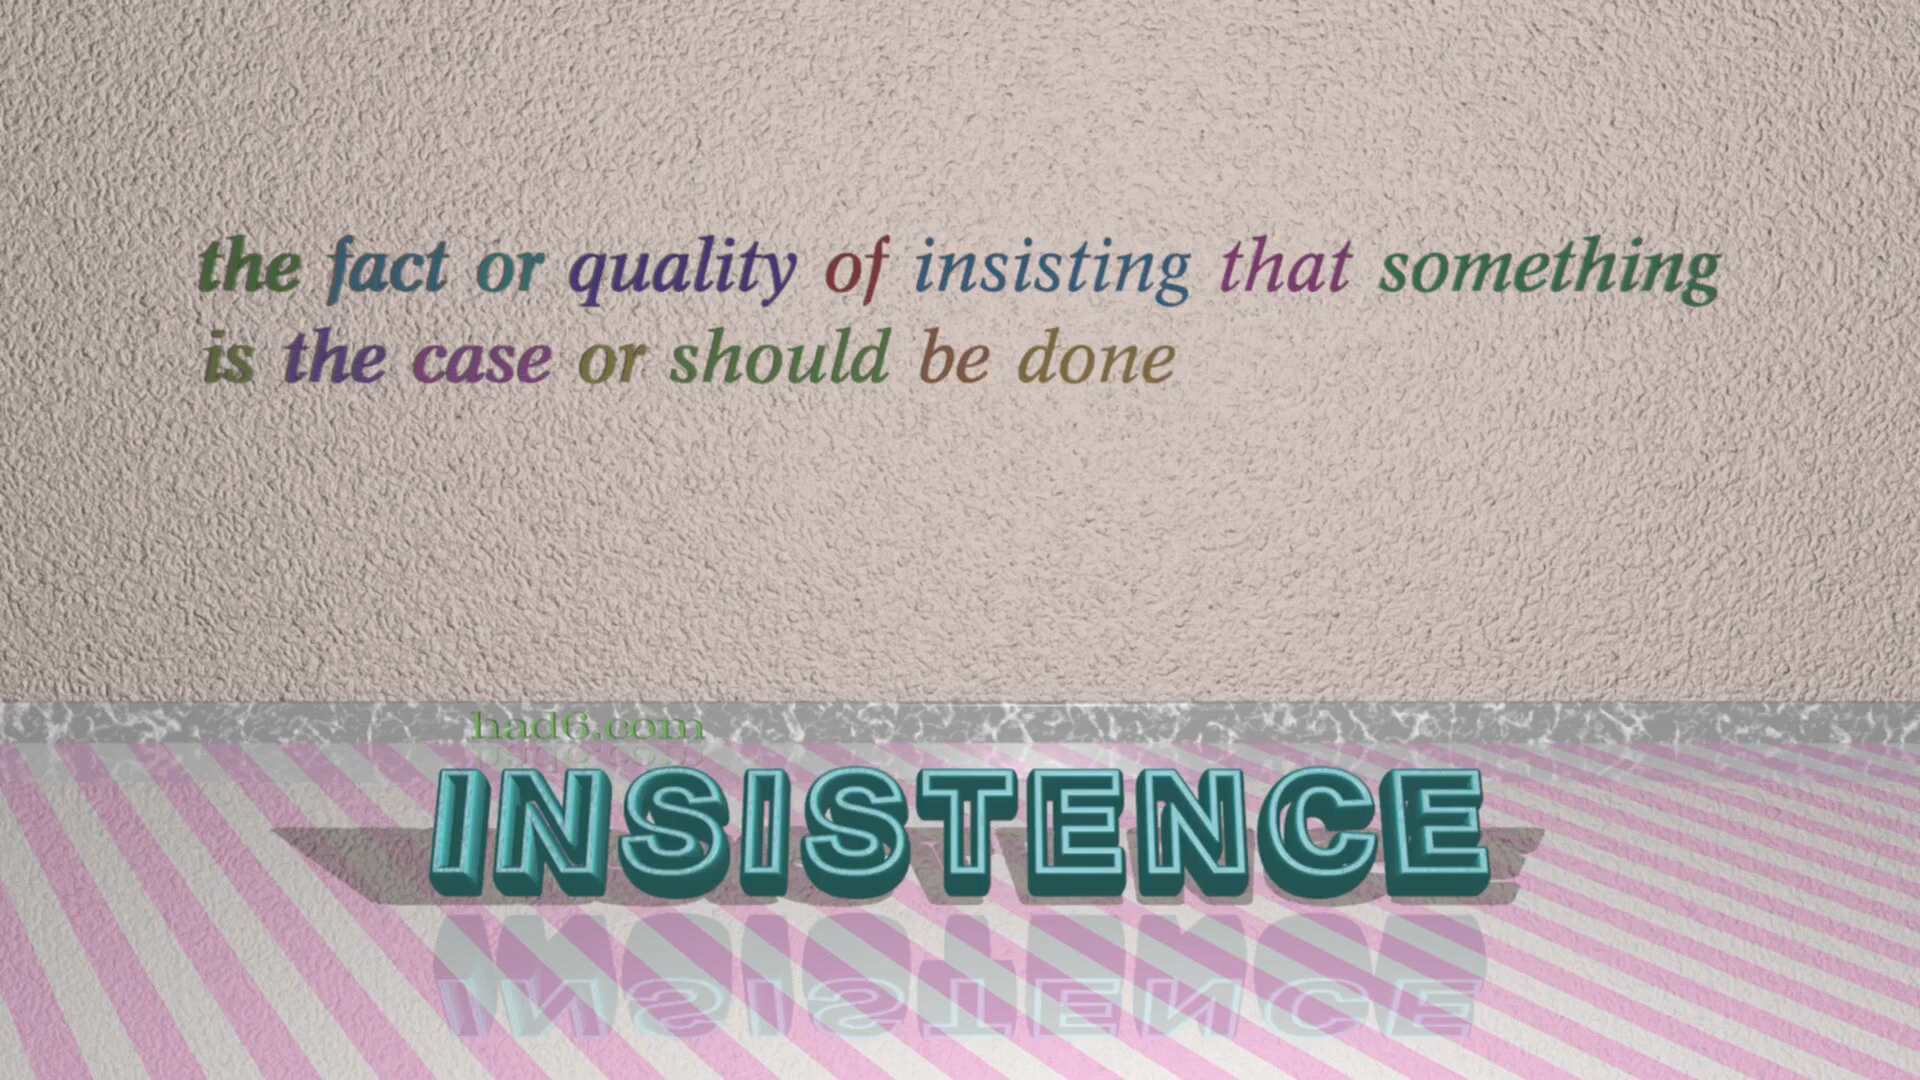 the fact or quality of insisting that something
is the case or should be done
had6.com
INSISTENCE